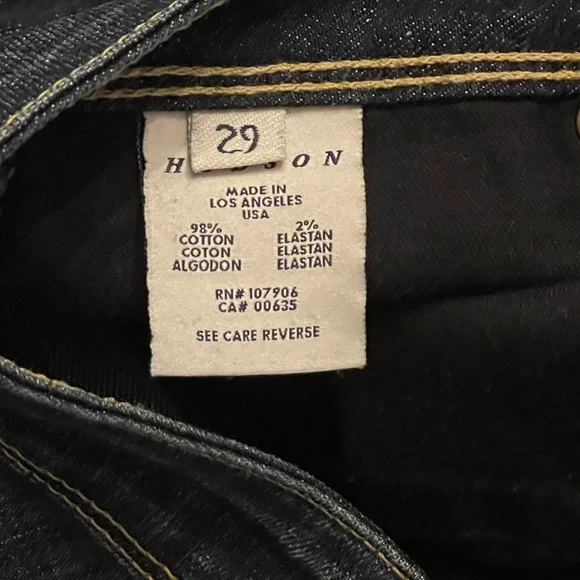 29
H
S O N
MADE IN
LOS ANGELES
USA
98% 2%
COTTON ELASTAN
COTON ELASTAN
ALGODON ELASTAN
RN# 107906
CA# 00635
SEE CARE REVERSE